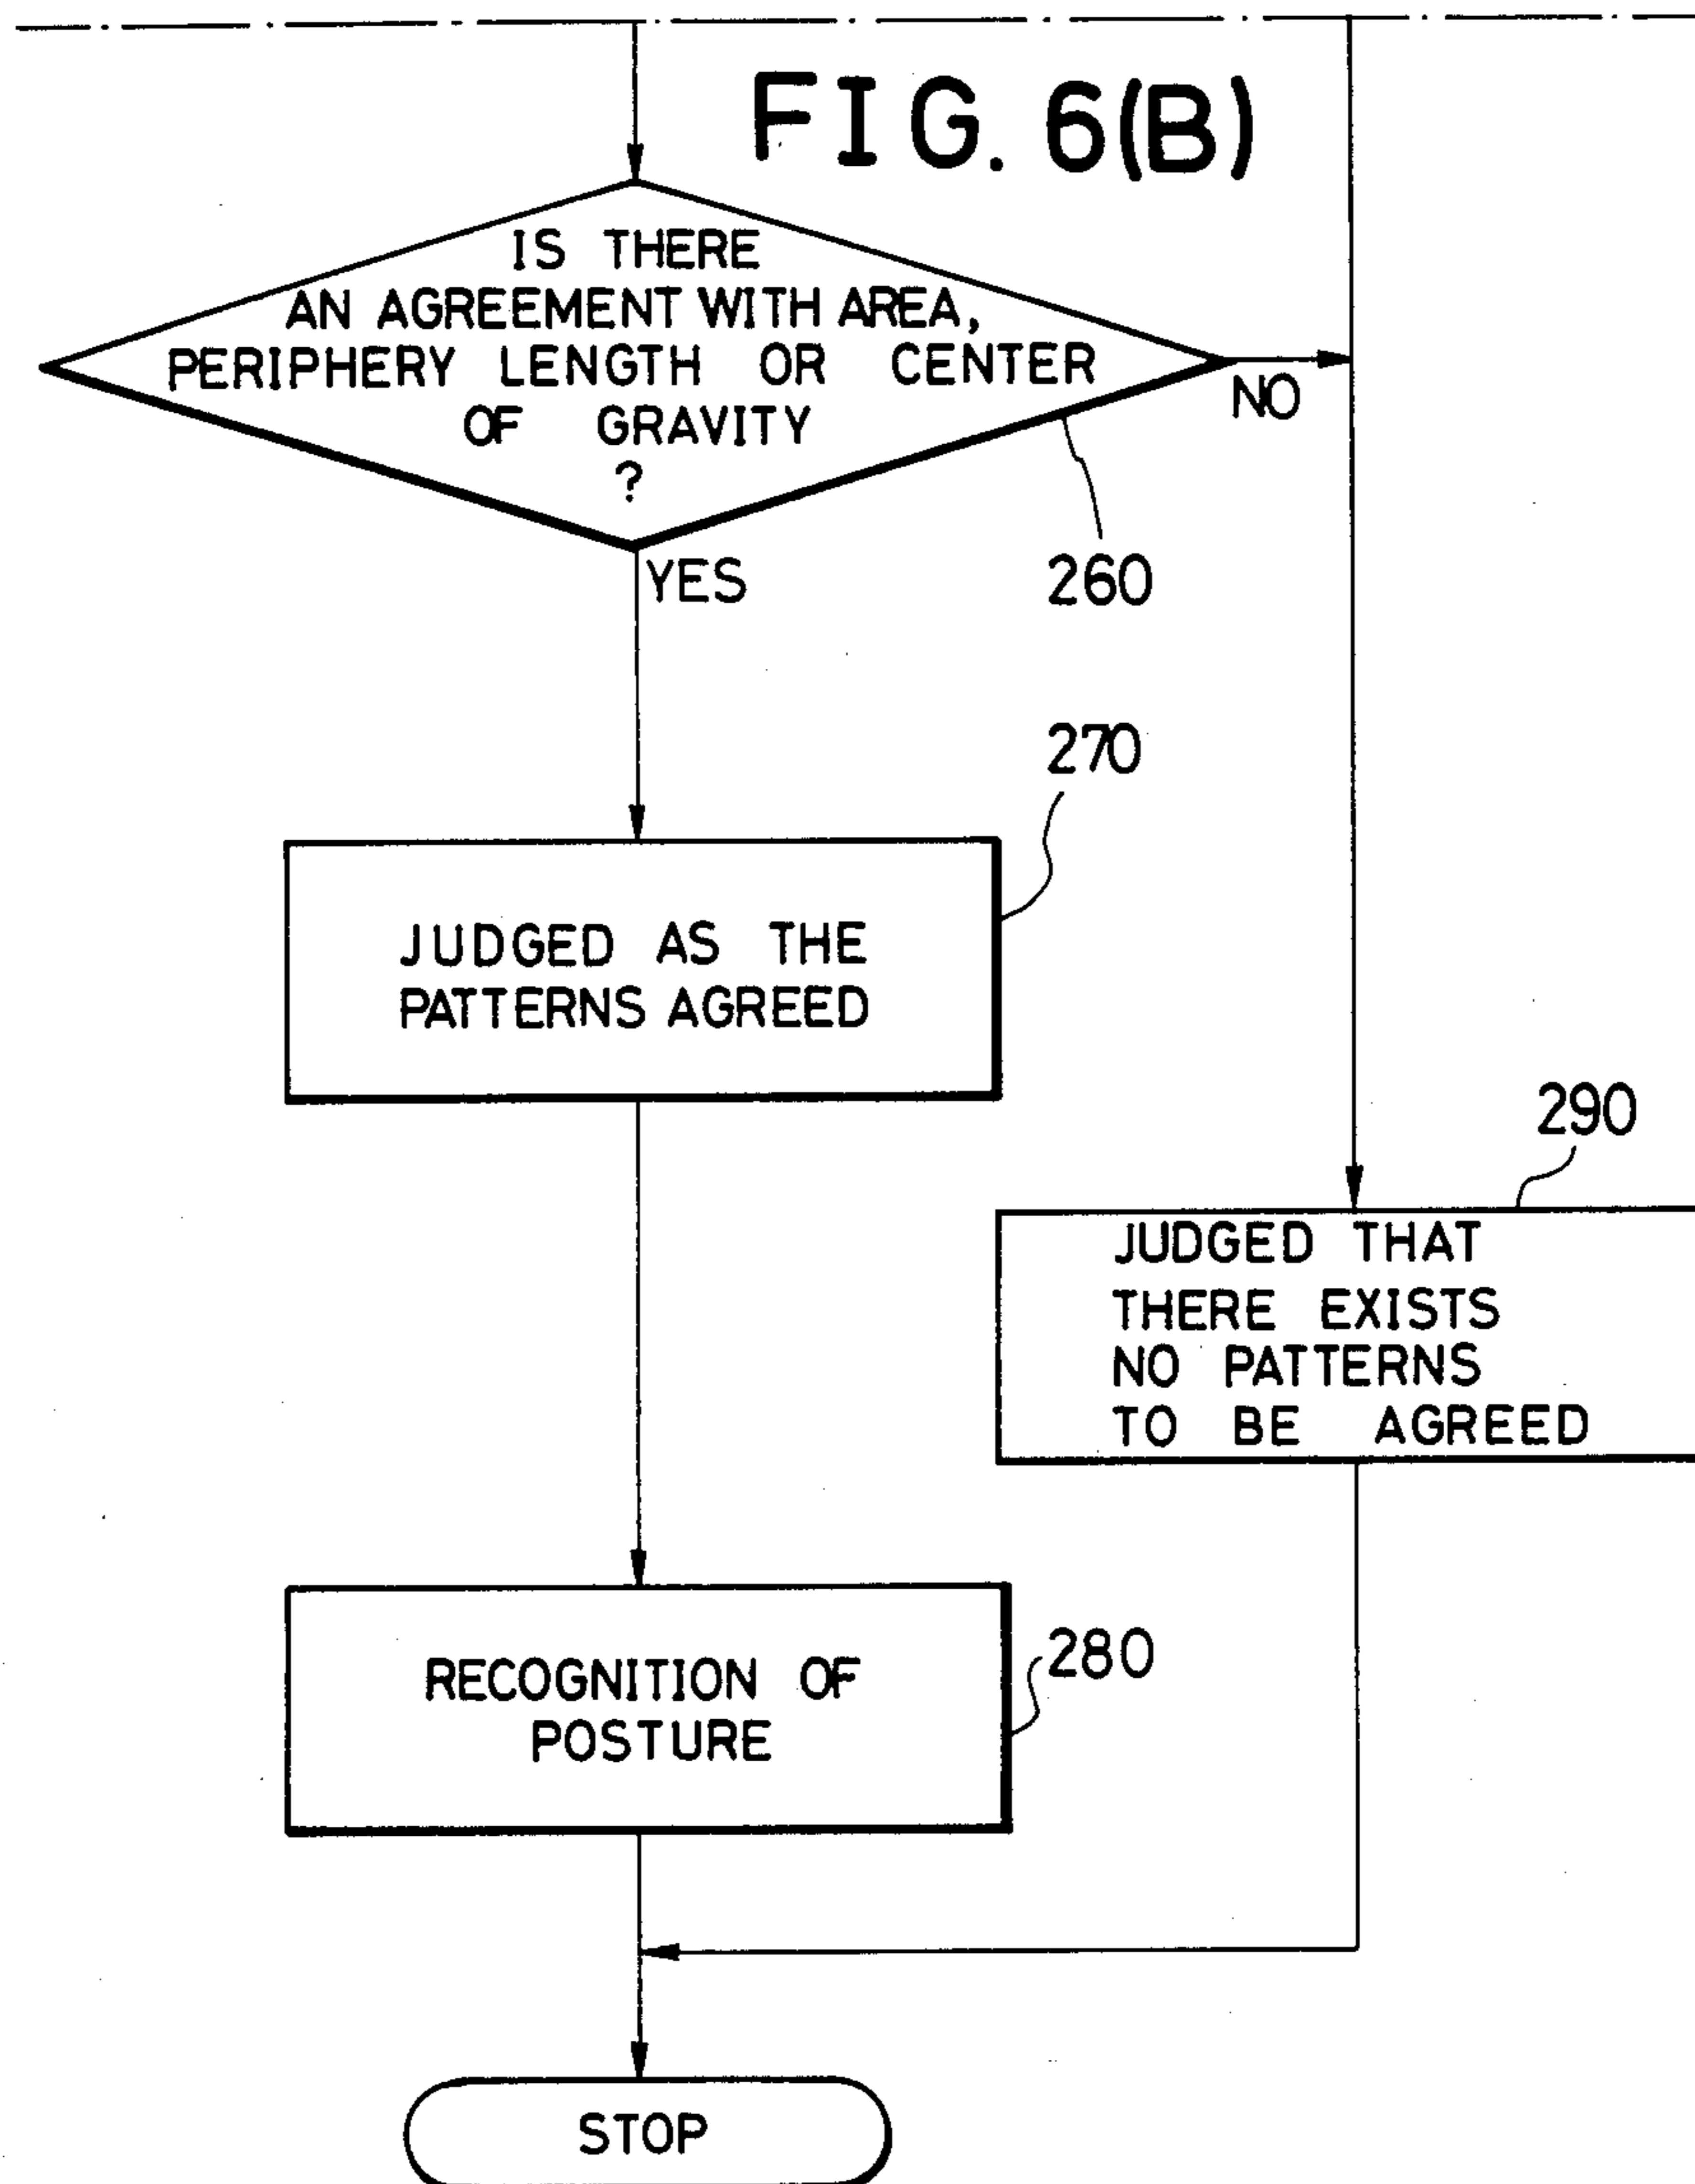 FIG. 6(B)
IS THERE
AN AGREEMENT WITH AREA,
PERIPHERY LENGTH OR CENTER
OF GRAVITY
?
NO
YES
260
270
JUDGED AS THE
PATTERNS AGREED
290
JUDGED THAT
THERE EXISTS
NO PATTERNS
TO BE AGREED
280
RECOGNITION OF
POSTURE
STOP